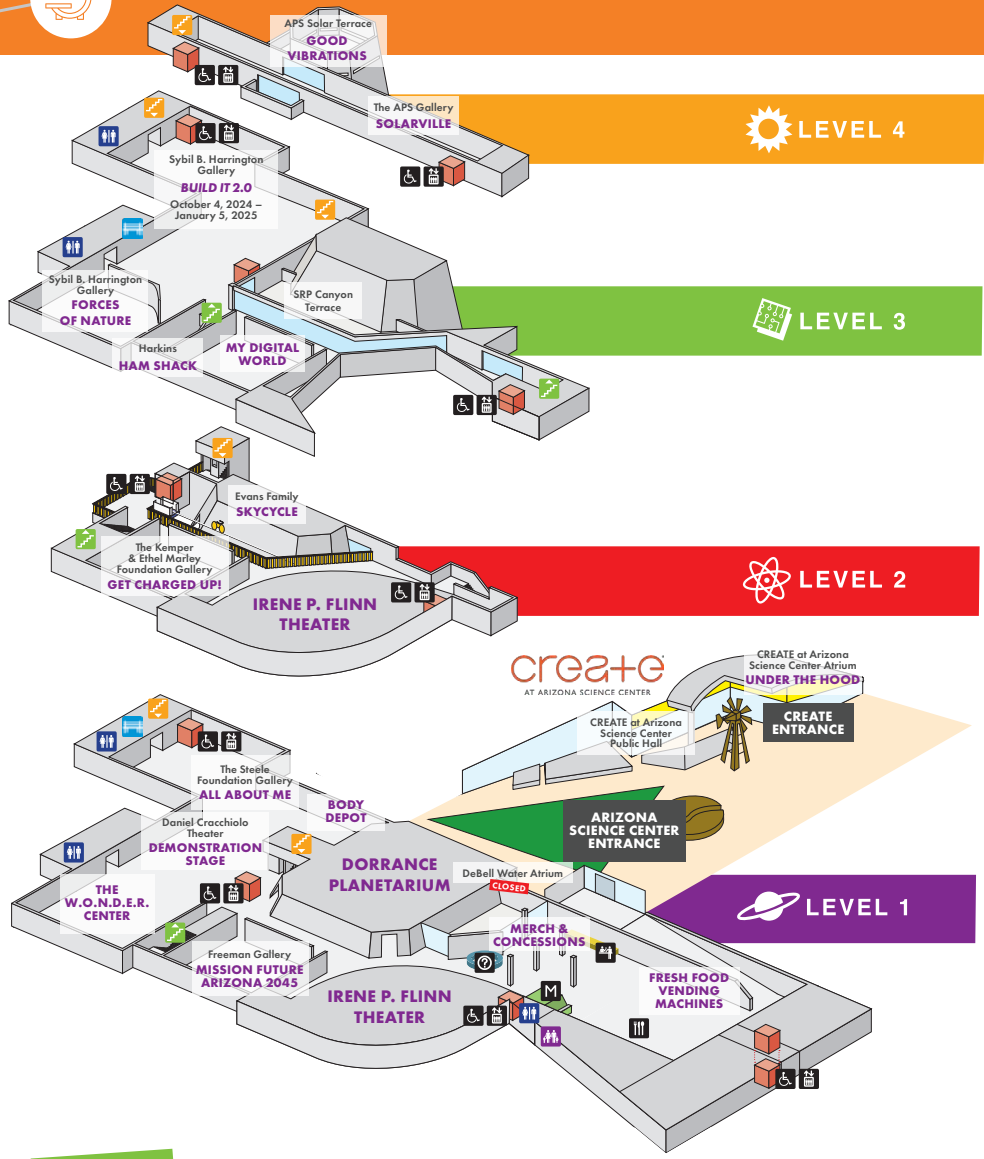 APS Solar Terrace
GOOD
VIBRATIONS
The APS Gallery
SOLARVILLE
LEVEL 4
Sybil B. Harrington
Gallery
BUILD IT 2.0
October 4, 2024 –
January 5, 2025
Sybil B. Harrington
Gallery
FORCES
OF NATURE
SRP Canyon
Terrace
LEVEL 3
Harkins
HAM SHACK
MY DIGITAL
WORLD
Evans Family
SKYCYCLE
The Kemper
& Ethel Marley
Foundation Gallery
GET CHARGED UP!
IRENE P. FLINN
THEATER
LEVEL 2
create
AT ARIZONA SCIENCE CENTER
CREATE at Arizona
Science Center Atrium
UNDER THE HOOD
CREATE at Arizona
Science Center
Public Hall
CREATE
ENTRANCE
The Steele
Foundation Gallery
ALL ABOUT ME
BODY
DEPOT
Daniel Cracchiolo
Theater
DEMONSTRATION
STAGE
ARIZONA
SCIENCE CENTER
ENTRANCE
DORRANCE
PLANETARIUM
DeBell Water Atrium
CLOSED
THE
W.O.N.D.E.R.
CENTER
LEVEL 1
MERCH &
CONCESSIONS
?
Freeman Gallery
MISSION FUTURE
ARIZONA 2045
FRESH FOOD
VENDING
MACHINES
M
IRENE P. FLINN
THEATER